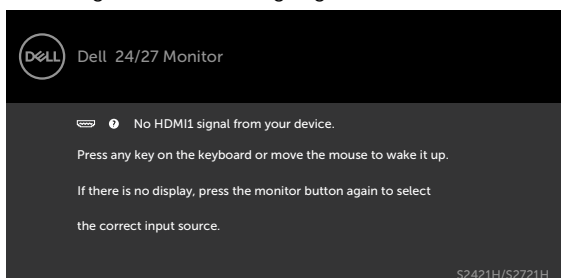 DELL
Dell 24/27 Monitor
No HDMI1 signal from your device.
Press any key on the keyboard or move the mouse to wake it up.
If there is no display, press the monitor button again to select
the correct input source.
S2421H/S2721H